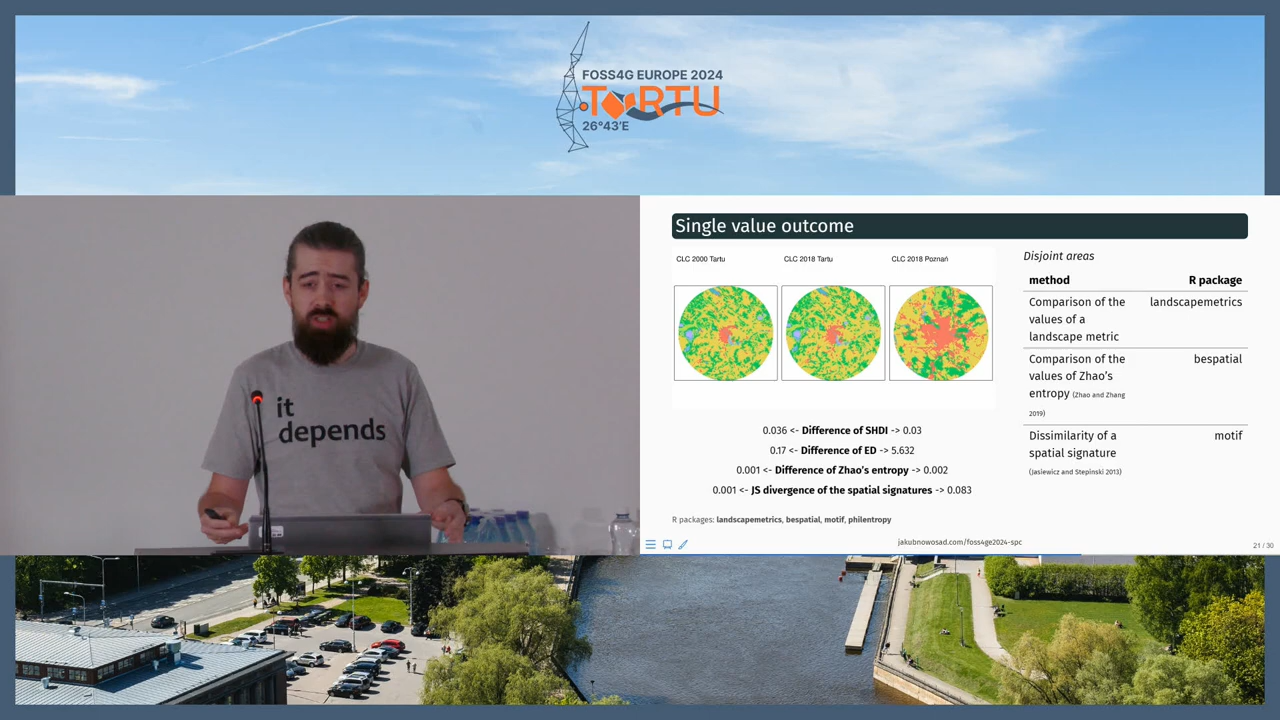 FOSS4G EUROPE 2024
TARTU
26°43'E
it
depends
Single value outcome
CLC 2000 Tartu
CLC 2018 Tartu
CLC 2018 Poznań
0.036 <- Difference of SHDI -> 0.03
0.17 <- Difference of ED -> 5.632
0.001 <- Difference of Zhao's entropy -> 0.002
0.001 <- JS divergence of the spatial signatures -> 0.083
R packages: landscapemetrics, bespatial, motif, philentropy
Disjoint areas
method R package
Comparison of the landscapemetrics
values of a
landscape metric
Comparison of the bespatial
values of Zhao's
entropy (Zhao and Zhang
2019)
Dissimilarity of a motif
spatial signature
(Jasiewicz and Stepinski 2013)
jakubnowosad.com/foss4ge2024-spc
21 / 30